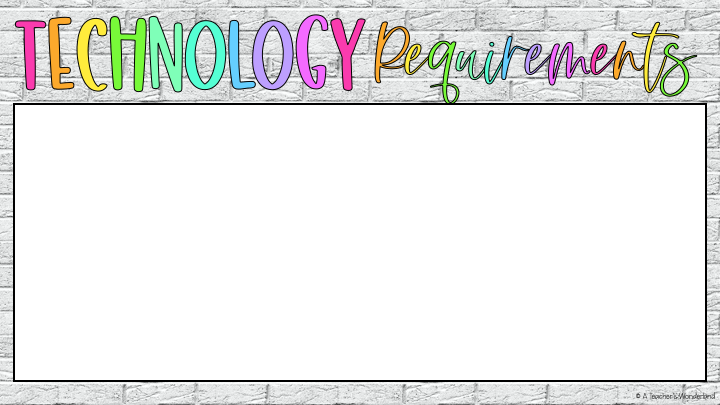 TECHNOLOGY Requirements
© A Teacher's Wonderland